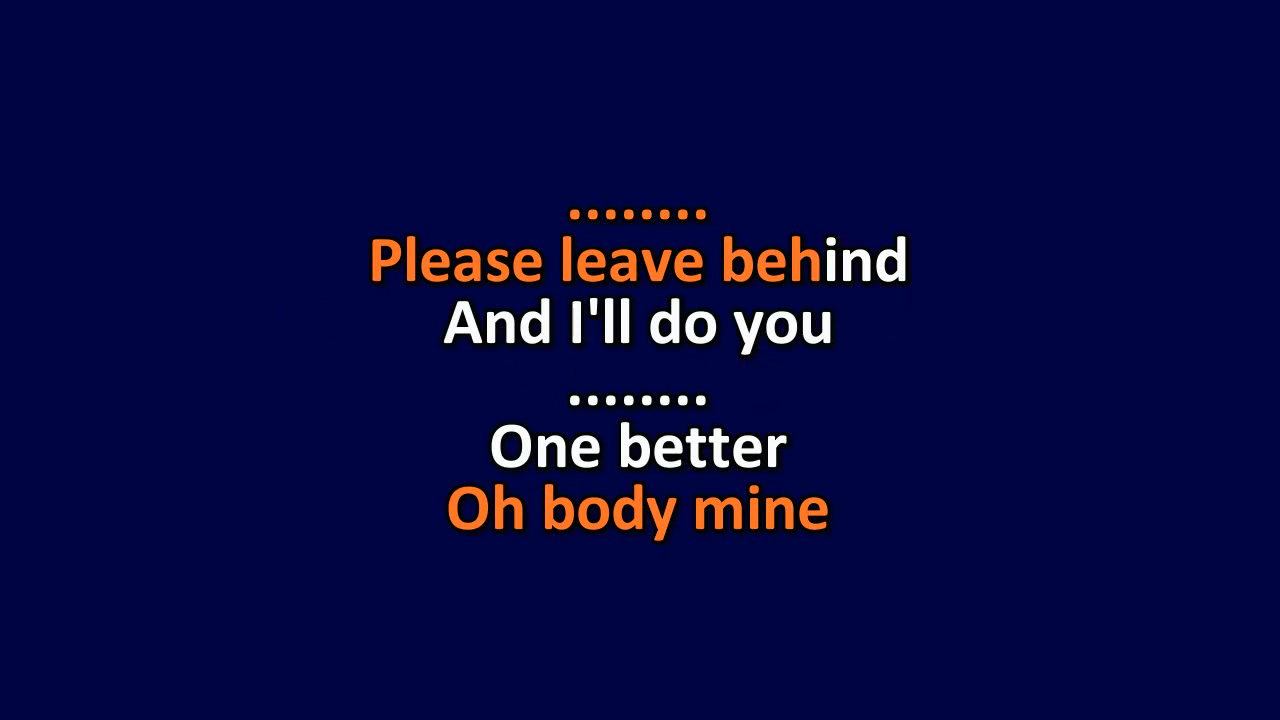 ........
Please leave behind
And I'll do you
........
One better
Oh body mine